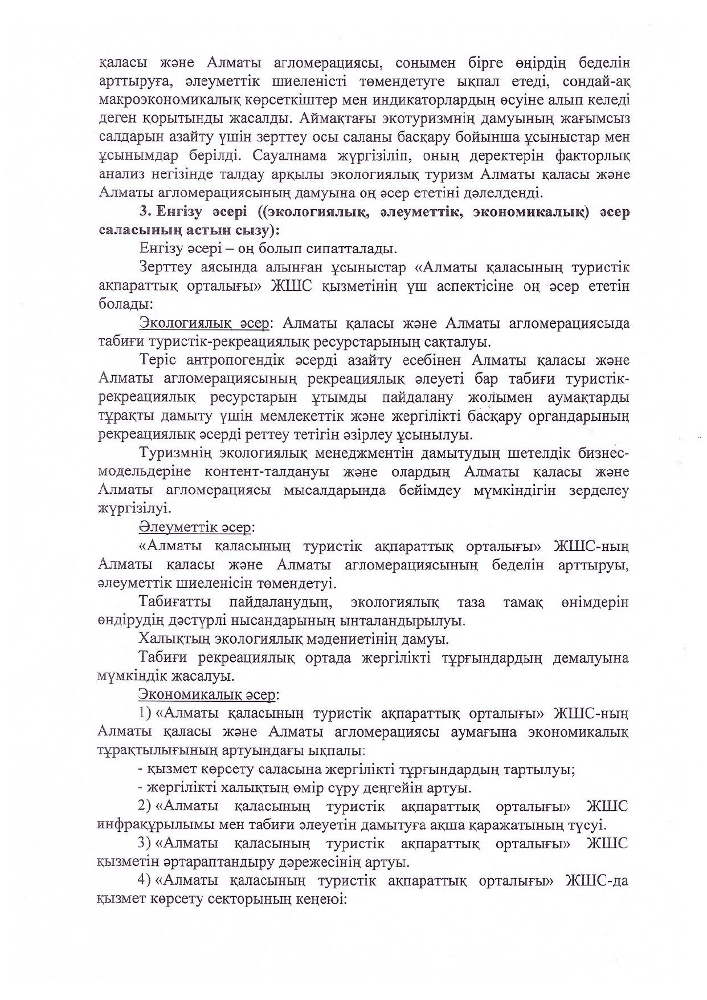 қаласы және Алматы агломерациясы, сонымен бірге өңірдің беделін
арттыруға, әлеуметтік шиеленісті төмендетуге ықпал етеді, сондай-ақ
макроэкономикалық көрсеткіштер мен индикаторлардың өсуіне алып келеді
деген қорытынды жасалды. Аймақтағы экотуризмнің дамуының жағымсыз
салдарын азайту үшін зерттеу осы саланы басқару бойынша ұсыныстар мен
ұсынымдар берілді. Сауалнама жүргізіліп, оның деректерін факторлық
анализ негізінде талдау арқылы экологиялық туризм Алматы қаласы және
Алматы агломерациясының дамуына оң әсер ететіні дәлелденді.
3. Енгізу әсері ((экологиялық, әлеуметтік, экономикалық) әсер
саласының астын сызу):
Енгізу әсері – оң болып сипатталады.
Зерттеу аясында алынған ұсыныстар «Алматы қаласының туристік
ақпараттық орталығы» ЖШС қызметінің үш аспектісіне оң әсер ететін
болады:
Экологиялық әсер: Алматы қаласы және Алматы агломерациясыда
табиғи туристік-рекреациялық ресурстарының сақталуы.
Теріс антропогендік әсерді азайту есебінен Алматы қаласы және
Алматы агломерациясының рекреациялық әлеуеті бар табиғи туристік-
рекреациялық ресурстарын ұтымды пайдалану жолымен аумақтарды
тұрақты дамыту үшін мемлекеттік және жергілікті басқару органдарының
рекреациялық әсерді реттеу тетігін әзірлеу ұсынылуы.
Туризмнің экологиялық менеджментін дамытудың шетелдік бизнес-
модельдеріне контент-талдануы және олардың Алматы қаласы және
Алматы агломерациясы мысалдарында бейімдеу мүмкіндігін зерделеу
жүргізілуі.
Әлеуметтік әсер:
«Алматы қаласының туристік ақпараттық орталығы» ЖШС-ның
Алматы қаласы және Алматы агломерациясының беделін арттыруы,
әлеуметтік шиеленісін төмендетуі.
Табиғатты пайдаланудың, экологиялық таза тамақ өнімдерін
өндірудің дәстүрлі нысандарының ынталандырылуы.
Халықтың экологиялық мәдениетінің дамуы.
Табиғи рекреациялық ортада жергілікті тұрғындардың демалуына
мүмкіндік жасалуы.
Экономикалық әсер:
1) «Алматы қаласының туристік ақпараттық орталығы» ЖШС-ның
Алматы қаласы және Алматы агломерациясы аумағына экономикалық
тұрақтылығының артуындағы ықпалы:
- қызмет көрсету саласына жергілікті тұрғындардың тартылуы;
- жергілікті халықтың өмір сүру деңгейін артуы.
2) «Алматы қаласының туристік ақпараттық орталығы» ЖШС
инфрақұрылымы мен табиғи әлеуетін дамытуға ақша қаражатының түсуі.
3) «Алматы қаласының туристік ақпараттық орталығы» ЖШС
қызметін әртараптандыру дәрежесінің артуы.
4) «Алматы қаласының туристік ақпараттық орталығы» ЖШС-да
қызмет көрсету секторының кеңеюі: